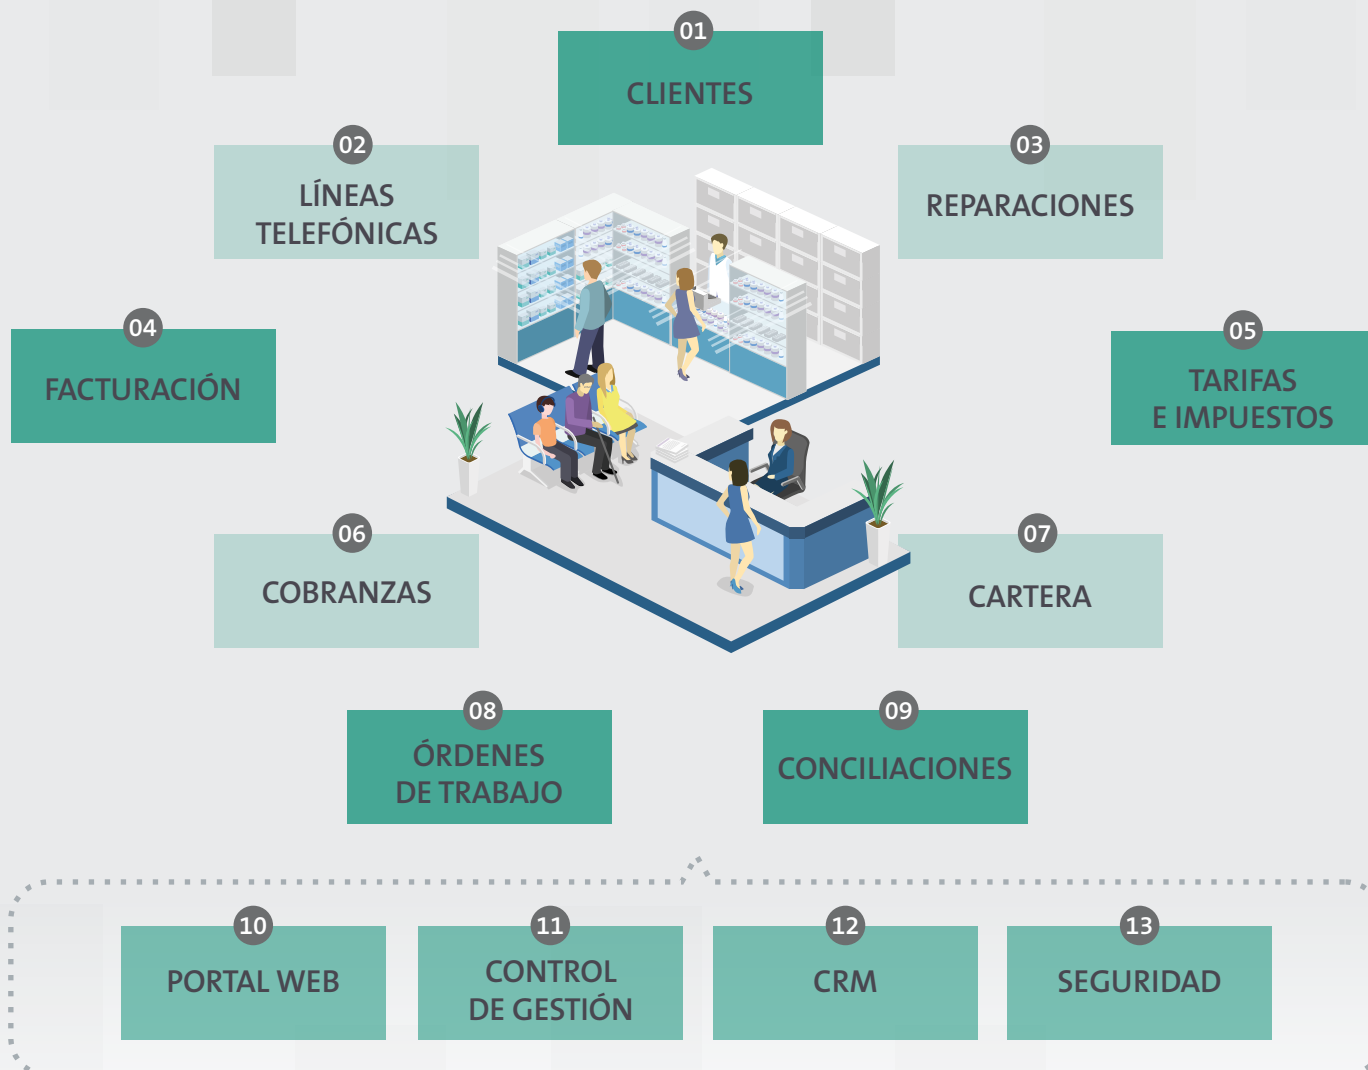 01
CLIENTES
02
LÍNEAS
TELEFÓNICAS
03
REPARACIONES
04
FACTURACIÓN
05
TARIFAS
E IMPUESTOS
06
COBRANZAS
07
CARTERA
08
ÓRDENES
DE TRABAJO
09
CONCILIACIONES
10
PORTAL WEB
11
CONTROL
DE GESTIÓN
12
CRM
13
SEGURIDAD